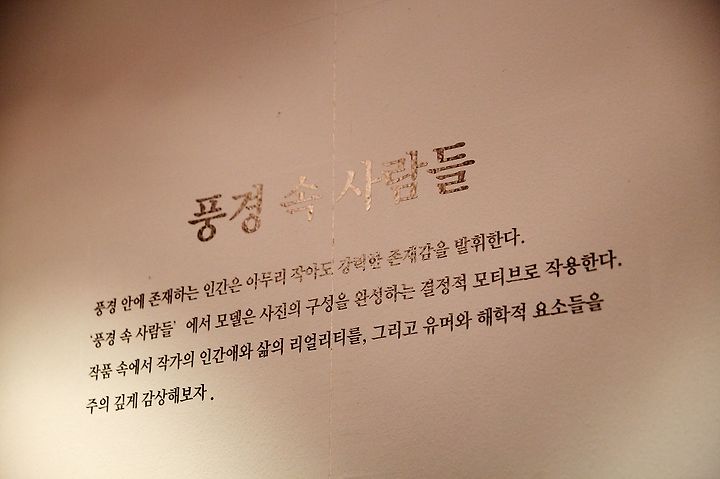 풍경 속 사람들
풍경 안에 존재하는 인간은 아무리 작아도 강력한 존재감을 발휘한다.
'풍경 속 사람들' 에서 모델은 사진의 구성을 완성하는 결정적 모티브로 작용한다.
작품 속에서 작가의 인간애와 삶의 리얼리티를, 그리고 유머와 해학적 요소들을
주의 깊게 감상해보자.